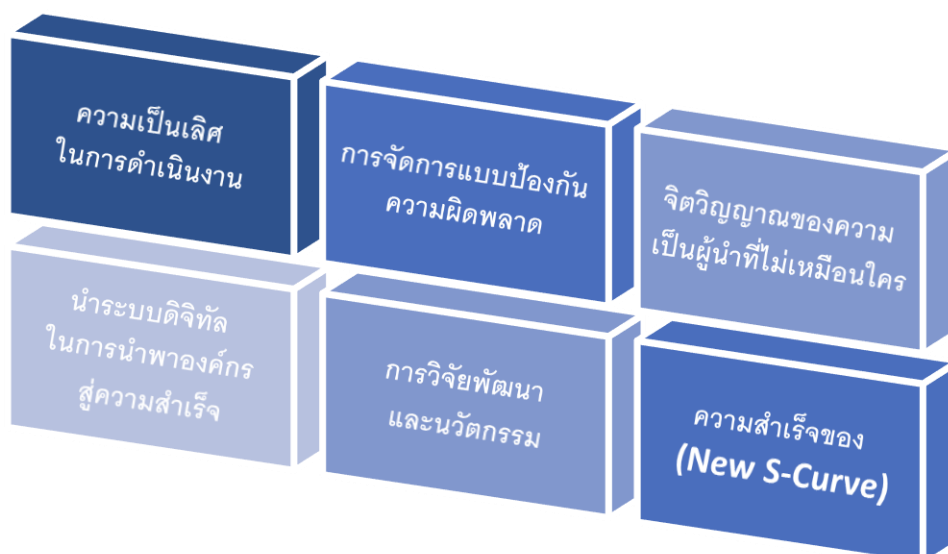 ความเป็นเลิศ
ในการดำเนินงาน
การจัดการแบบป้องกัน
ความผิดพลาด
จิตวิญญาณของความ
เป็นผู้นำที่ไม่เหมือนใคร
นำระบบดิจิทัล
ในการนำพาองค์กร
สู่ความสำเร็จ
การวิจัยพัฒนา
และนวัตกรรม
ความสำเร็จของ
(New S-Curve)